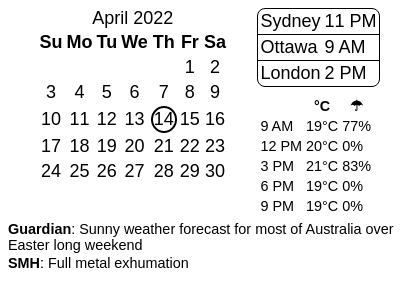 April 2022
Su Mo Tu We Th Fr Sa
1 2
3 4 5 6 7 8 9
10 11 12 13 14 15 16
17 18 19 20 21 22 23
24 25 26 27 28 29 30
Sydney 11 PM
Ottawa 9 AM
London 2 PM
°C ☂
9 AM 19°C 77%
12 PM 20°C 0%
3 PM 21°C 83%
6 PM 19°C 0%
9 PM 19°C 0%
Guardian: Sunny weather forecast for most of Australia over
Easter long weekend
SMH: Full metal exhumation